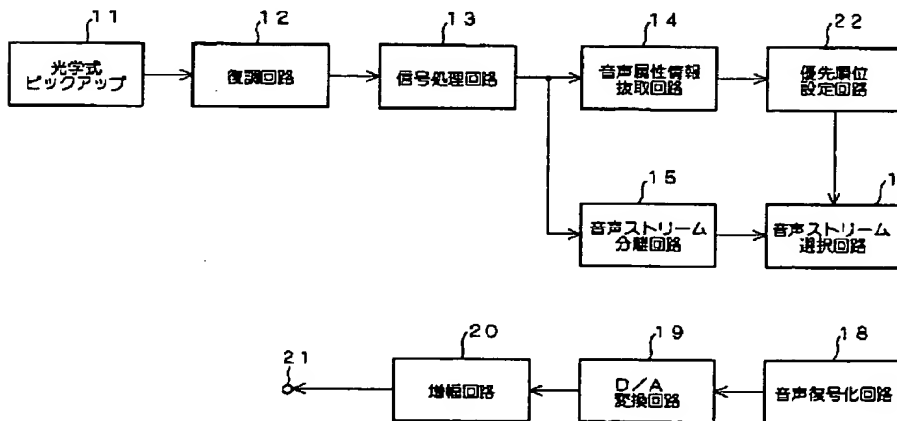 11
光学式
ピックアップ
12
復調回路
13
信号処理回路
14
音声属性情報
抜取回路
22
優先順位
設定回路
15
音声ストリーム
分離回路
1
音声ストリーム
選択回路
21
20
増幅回路
19
D/A
変換回路
18
音声復号化回路